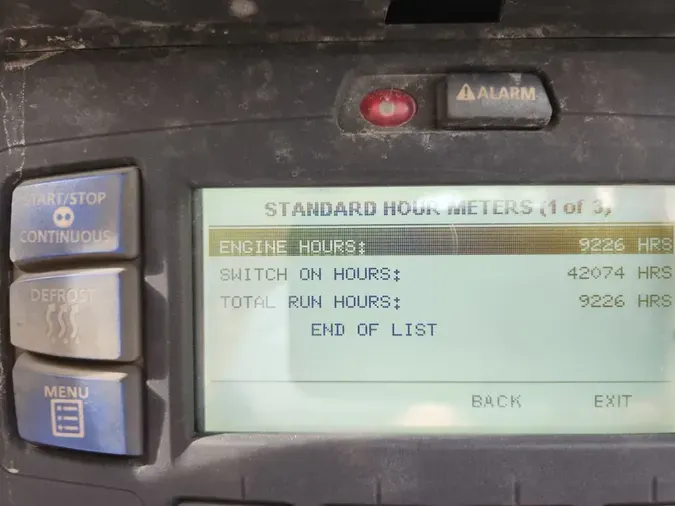 ALARM
START/STOP
CONTINUOUS
DEFROST
MENU
STANDARD HOUR METERS (1 of 3)
ENGINE HOURS: 9226 HRS
SWITCH ON HOURS: 42074 HRS
TOTAL RUN HOURS: 9226 HRS
END OF LIST
BACK EXIT